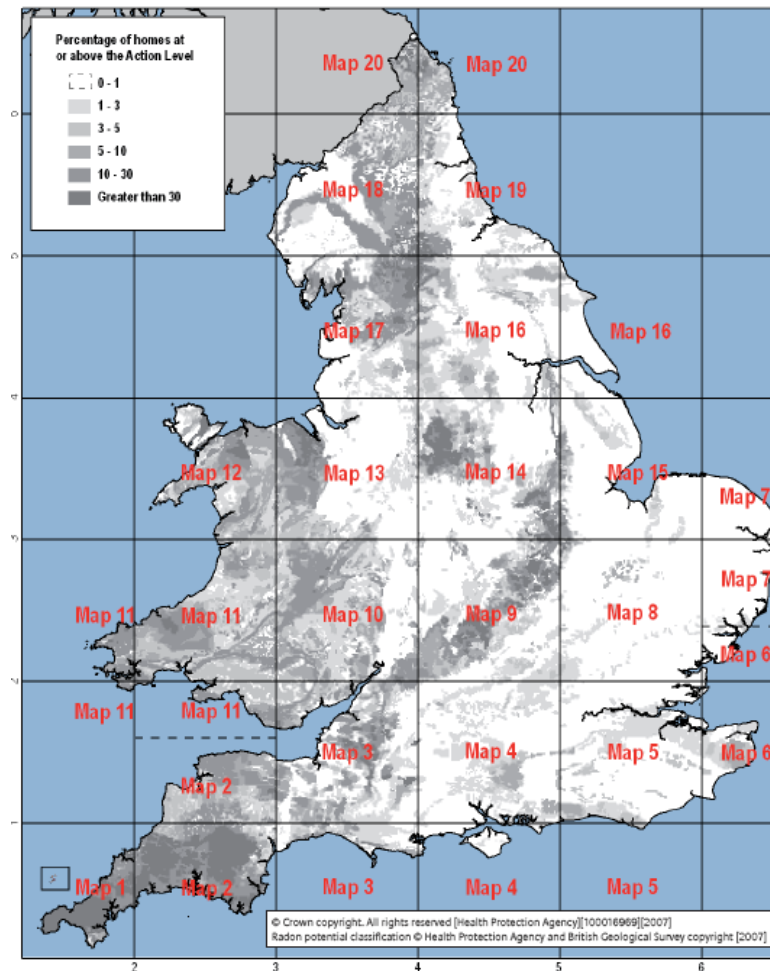 Percentage of homes at
or above the Action Level
0 - 1
1 - 3
3 - 5
5 - 10
10 - 30
Greater than 30
Map 20 Map 20
Map 18 Map 19
Map 17 Map 16 Map 16
4
Map 12 Map 13 Map 14 Map 15 Map 7
3
Map 7
Map 11 Map 11 Map 10 Map 9 Map 8
Map 6
2
Map 11 Map 11
Map 3 Map 4 Map 5 Map 6
Map 2
1
Map 1 Map 2 Map 3 Map 4 Map 5
© Crown copyright. All rights reserved [Health Protection Agency][100016969][2007]
Radon potential classification © Health Protection Agency and British Geological Survey copyright [2007]
2 3 4 5 6